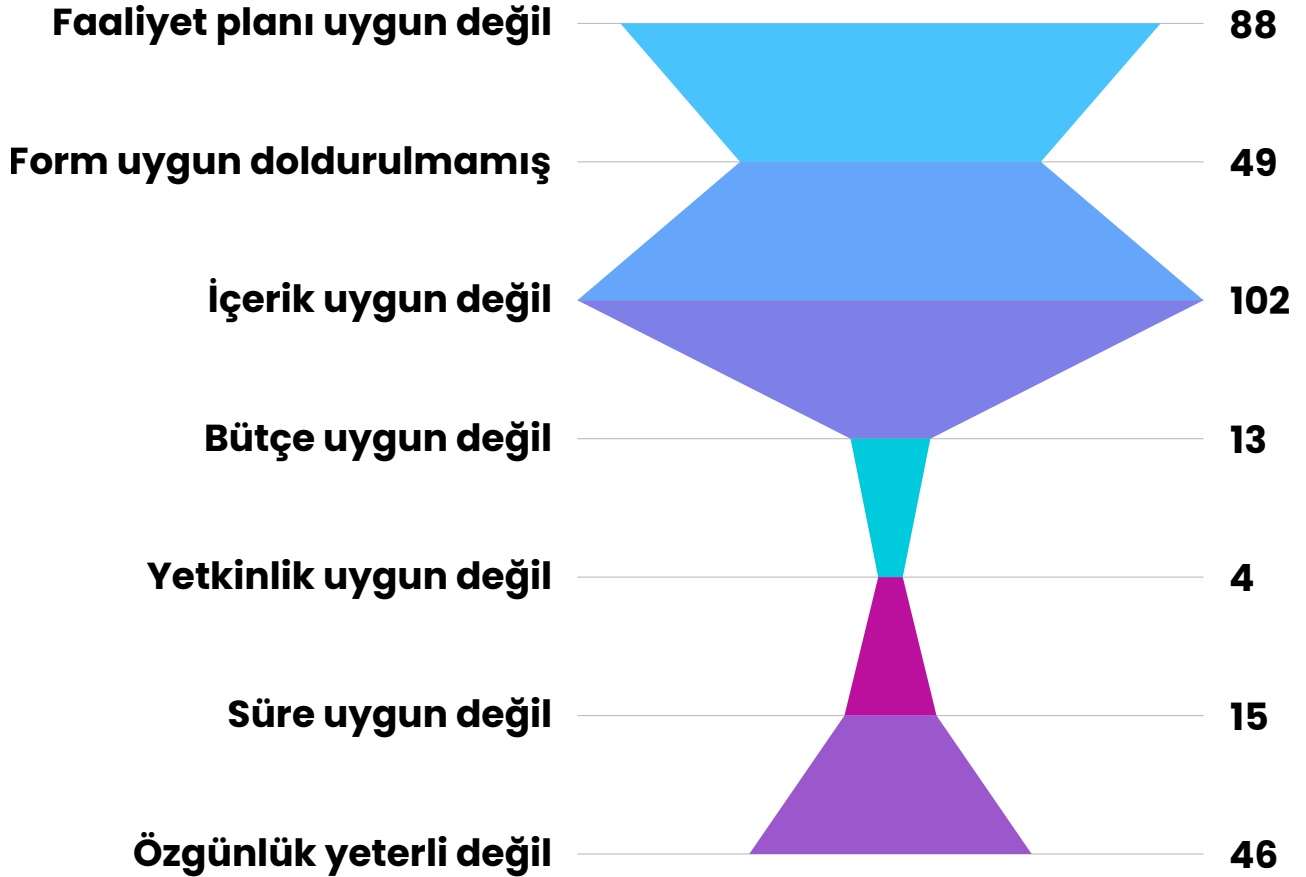 Faaliyet planı uygun değil 88
Form uygun doldurulmamış 49
İçerik uygun değil 102
Bütçe uygun değil 13
Yetkinlik uygun değil 4
Süre uygun değil 15
Özgünlük yeterli değil 46